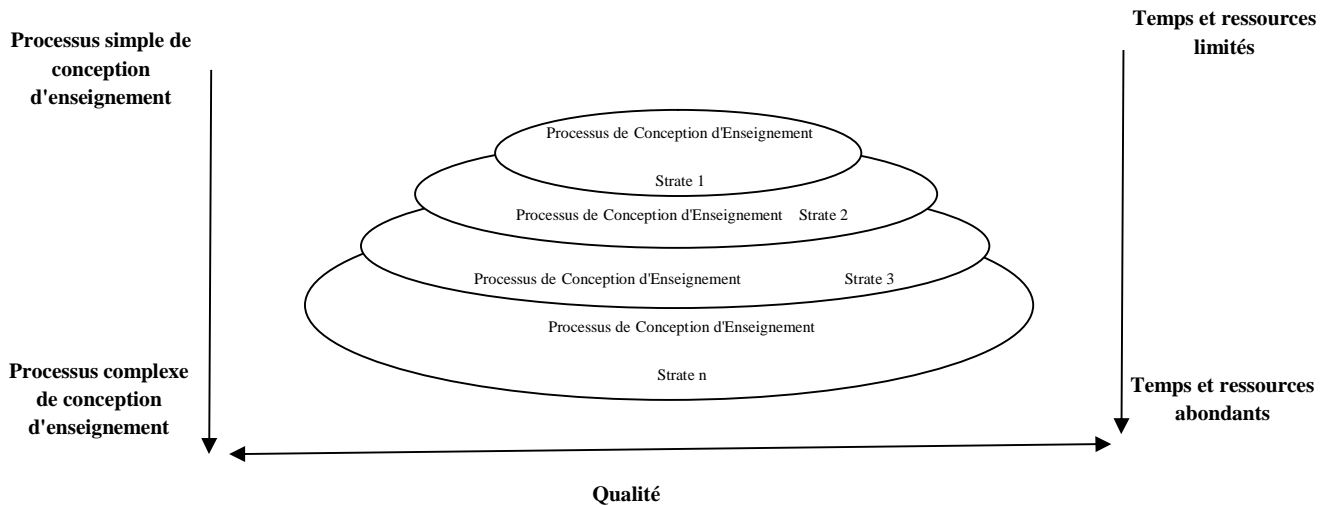 Temps et ressources
limités
Processus simple de
conception
d'enseignement
Processus de Conception d'Enseignement
Strate 1
Processus de Conception d'Enseignement Strate 2
Processus de Conception d'Enseignement Strate 3
Processus de Conception d'Enseignement
Strate n
Processus complexe
de conception
d'enseignement
Temps et ressources
abondants
Qualité